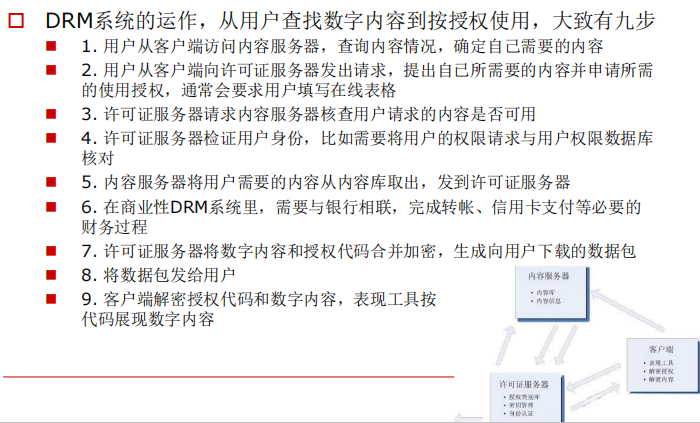 DRM系统的运作，从用户查找数字内容到按授权使用，大致有九步
1. 用户从客户端访问内容服务器，查询内容情况，确定自己需要的内容
2. 用户从客户端向许可证服务器发出请求，提出自己所需要的内容并申请所需
的使用授权，通常会要求用户填写在线表格
3. 许可证服务器请求内容服务器核查用户请求的内容是否可用
4. 许可证服务器检证用户身份，比如需要将用户的权限请求与用户权限数据库
核对
5. 内容服务器将用户需要的内容从内容库取出，发到许可证服务器
6. 在商业性DRM系统里，需要与银行相联，完成转帐、信用卡支付等必要的
财务过程
7. 许可证服务器将数字内容和授权代码合并加密，生成向用户下载的数据包
8. 将数据包发给用户
9. 客户端解密授权代码和数字内容，表现工具按
代码展现数字内容
内容服务器
• 内容库
• 内容信息
客户端
• 表现工具
• 解密授权
• 解密内容
许可证服务器
• 授权类别库
• 密钥管理
• 身份认证